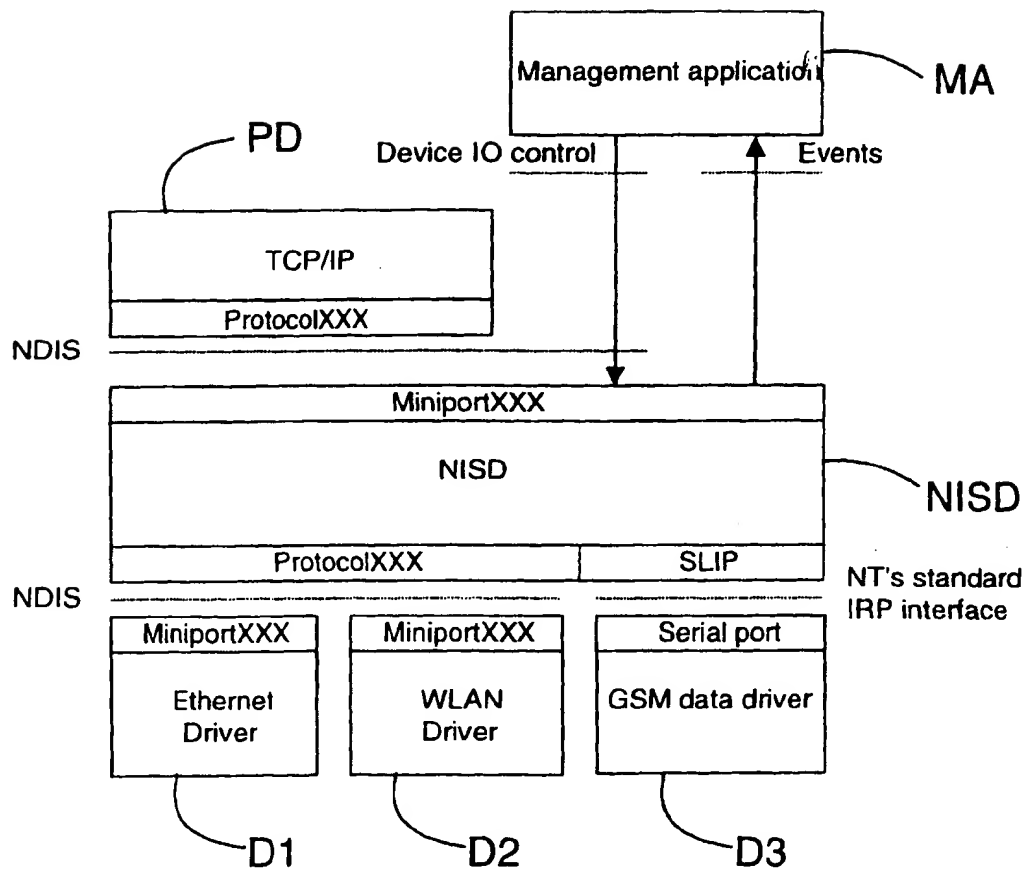 Management application
MA
PD
Device IO control
Events
TCP/IP
ProtocolXXX
NDIS
MiniportXXX
NISD
NISD
ProtocolXXX
SLIP
NT's standard
IRP interface
NDIS
MiniportXXX
MiniportXXX
Serial port
Ethernet
Driver
WLAN
Driver
GSM data driver
D1
D2
D3